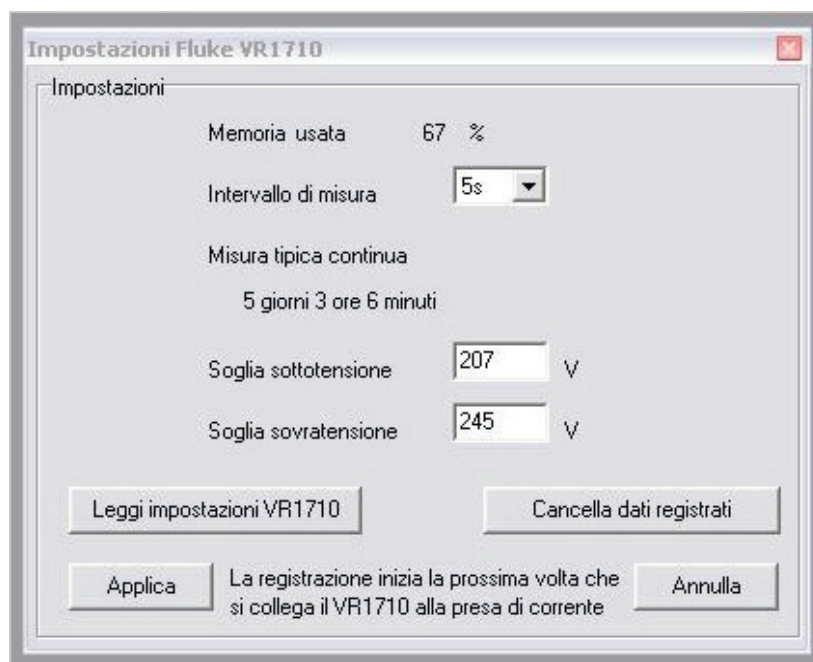 Impostazioni Fluke VR1710
Impostazioni
Memoria usata 67 %
Intervallo di misura 5s
Misura tipica continua
5 giorni 3 ore 6 minuti
Soglia sottotensione 207 V
Soglia sovratensione 245 V
Leggi impostazioni VR1710 Cancella dati registrati
Applica La registrazione inizia la prossima volta che Annulla
si collega il VR1710 alla presa di corrente